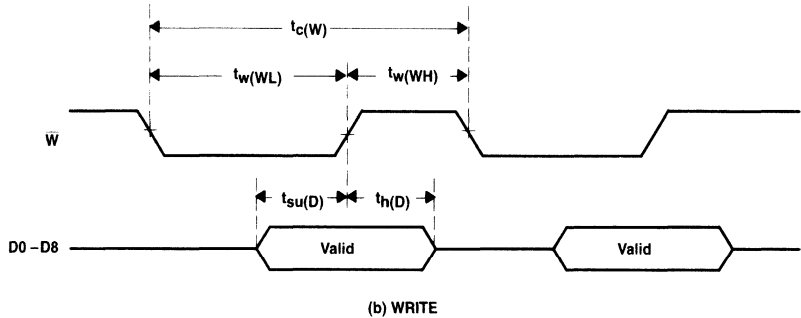 tc(W)
tw(WL) tw(WH)
W̅
tsu(D) th(D)
D0 – D8 Valid Valid
(b) WRITE